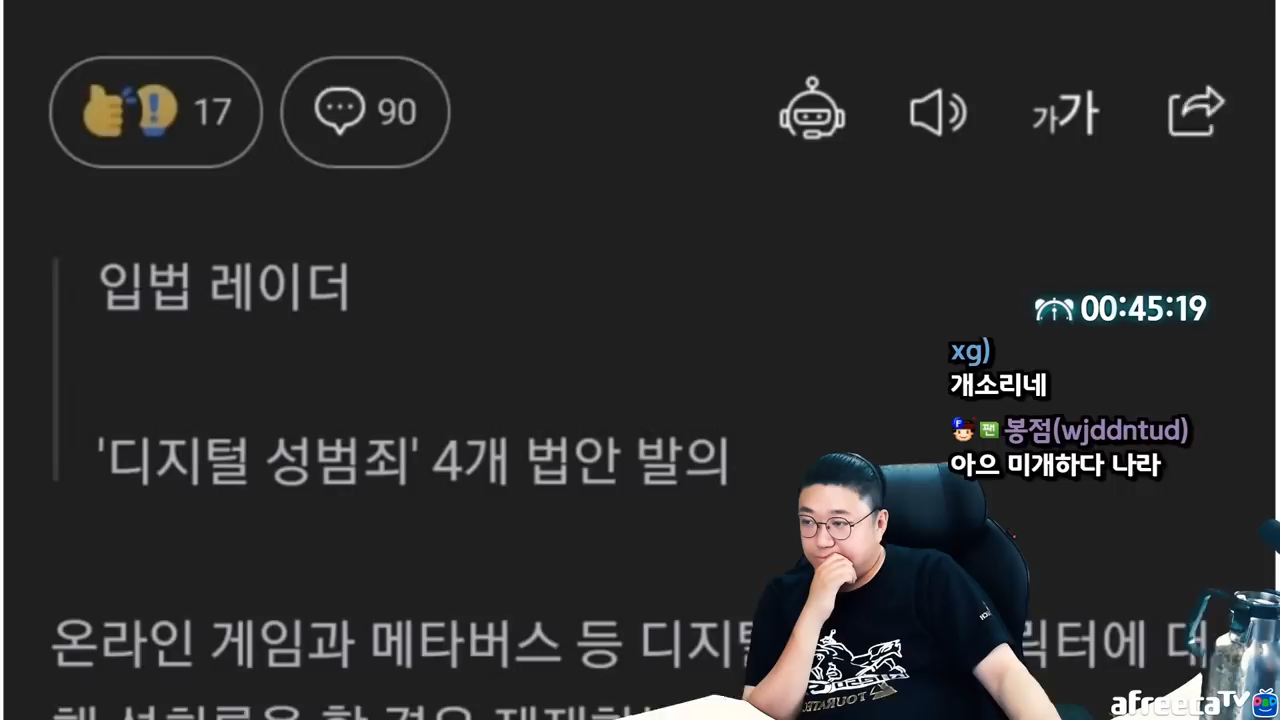 17
90
가가
입법 레이더
00:45:19
xg)
개소리네
F 팬 봉점(wjddntud)
아으 미개하다 나라
'디지털 성범죄' 4개 법안 발의
온라인 게임과 메타버스 등 디지털 릭터에 대
afreecaTV